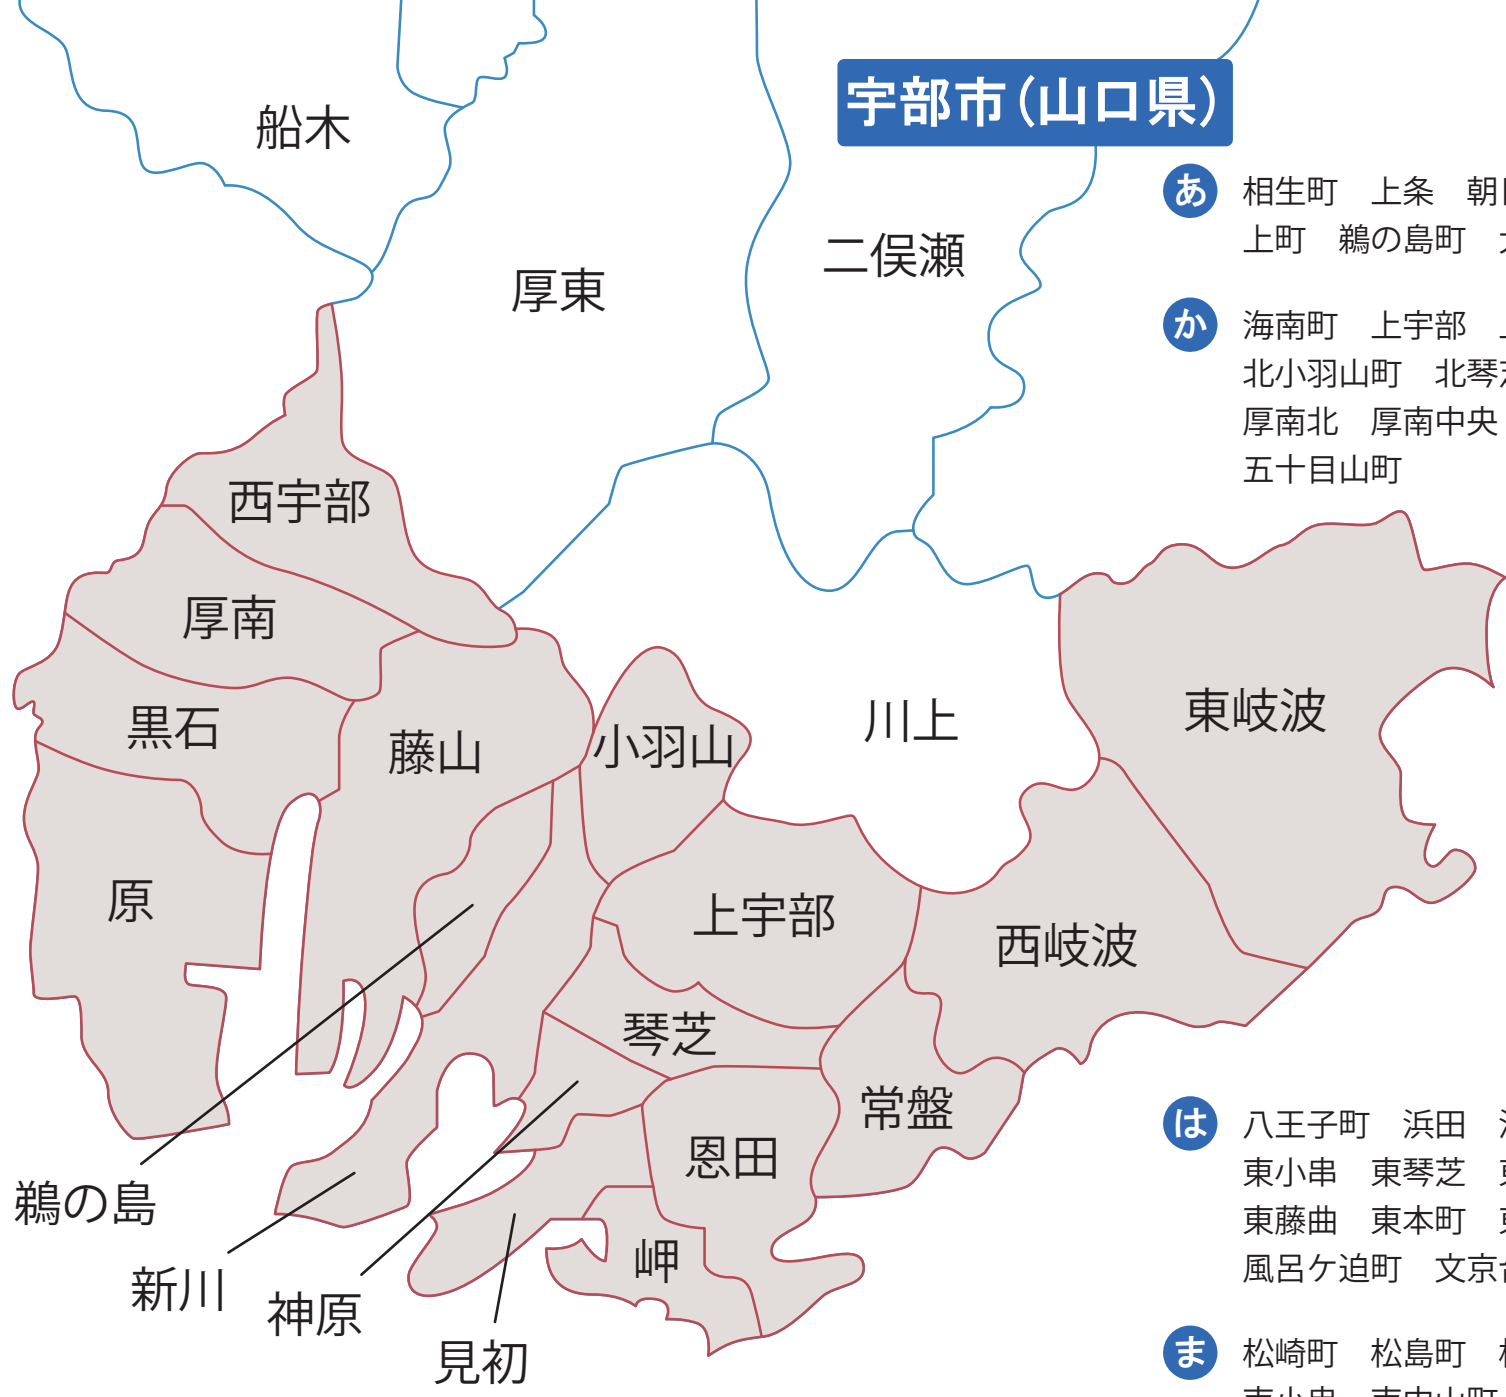 宇部市(山口県)
船木
厚東
二俣瀬
西宇部
厚南
黒石
原
藤山
小羽山
川上
東岐波
上宇部
西岐波
琴芝
常盤
恩田
岬
鵜の島
新川
神原
見初
あ 相生町 上条
上町 鵜の島町
か 海南町 上宇部
北小羽山町
厚南北 厚南中央
五十目山町
は 八王子町 浜田
東小串 東琴芝
東藤曲 東本町
風呂ケ迫町
ま 松崎町 松島町